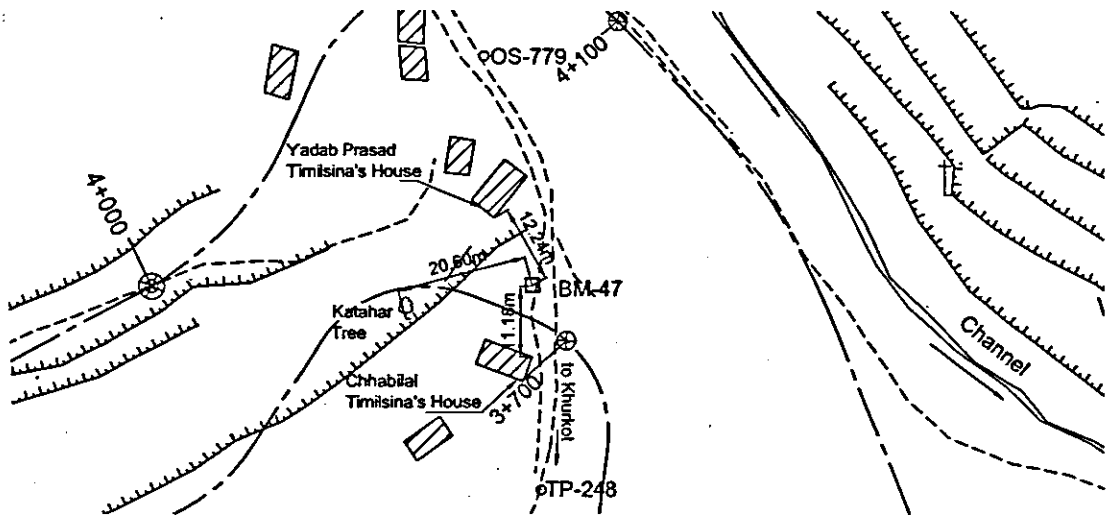 OS-779
4+100
Yadab Prasad
Timilsina's House
4+000
12.24m
20.60m
BM-47
Katahar
Tree
11.18m
Channel
Chhabilal
Timilsina's House
3+700
to Khurkot
TP-248